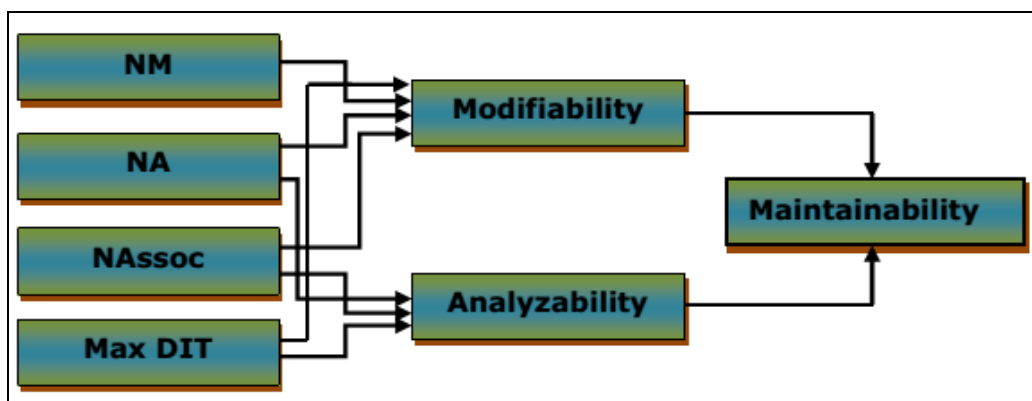 NM
NA
NAssoc
Max DIT
Modifiability
Analyzability
Maintainability